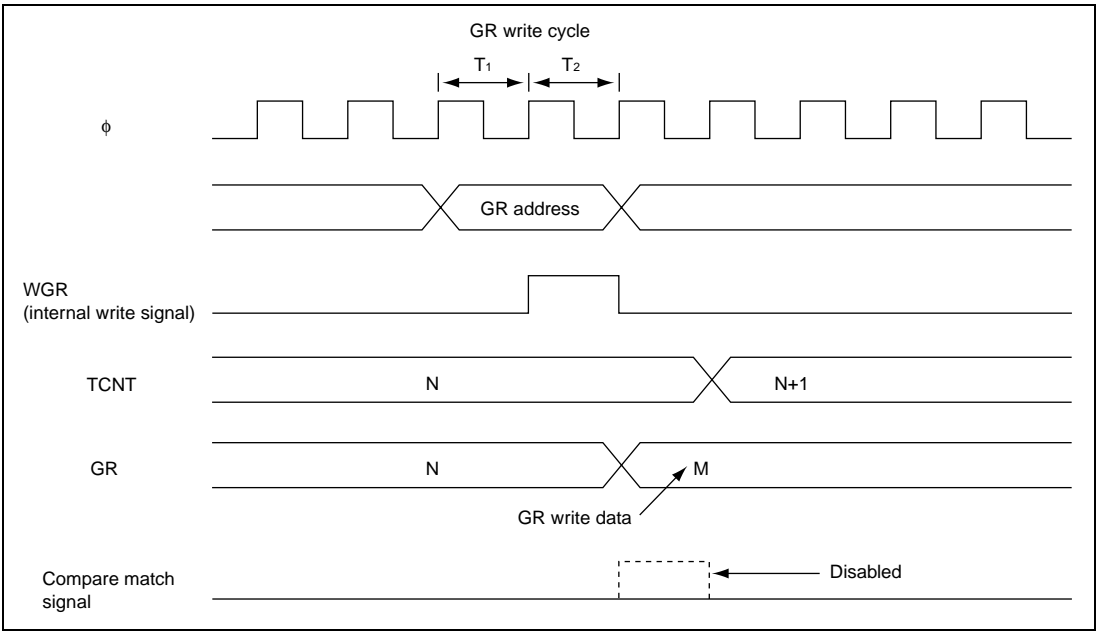 GR write cycle
T1 T2
ϕ
GR address
WGR
(internal write signal)
TCNT N N+1
GR N M
GR write data
Compare match
signal
Disabled